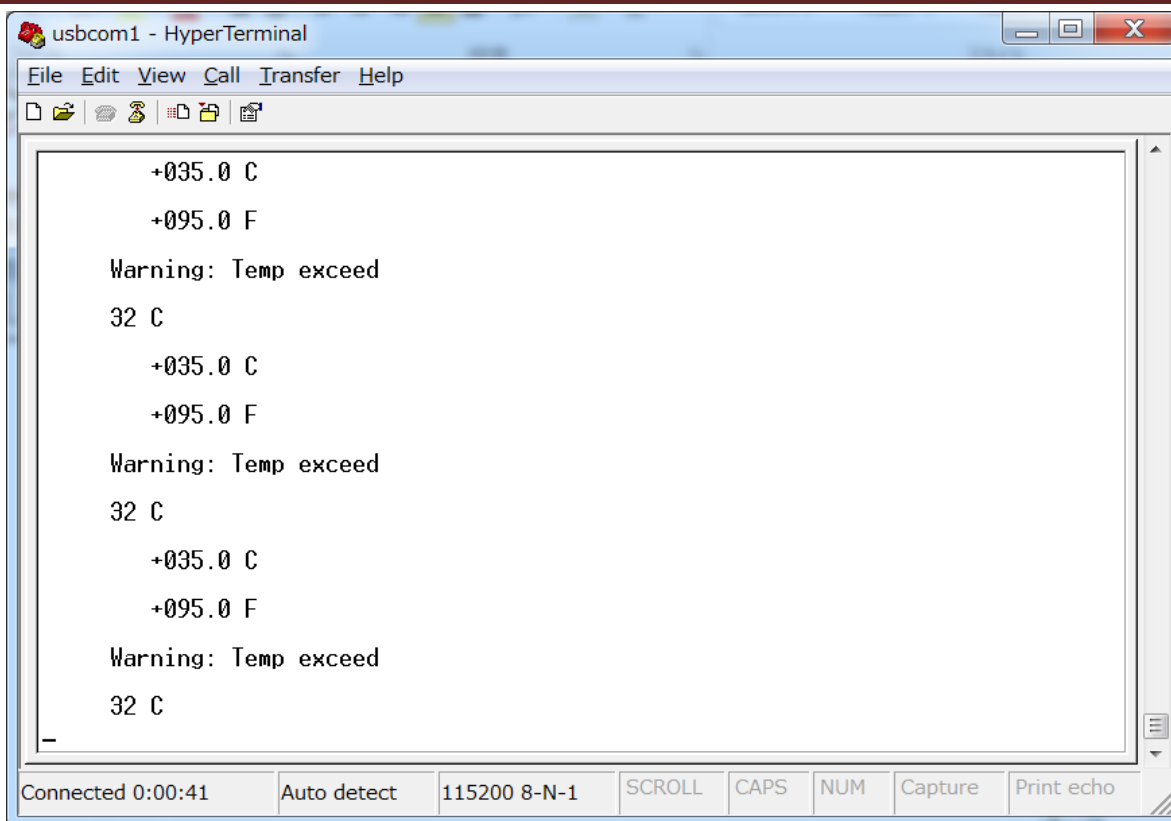 usbcom1 - HyperTerminal
File Edit View Call Transfer Help
+035.0 C
+095.0 F
Warning: Temp exceed
32 C
+035.0 C
+095.0 F
Warning: Temp exceed
32 C
+035.0 C
+095.0 F
Warning: Temp exceed
32 C
Connected 0:00:41 Auto detect 115200 8-N-1 SCROLL CAPS NUM Capture Print echo